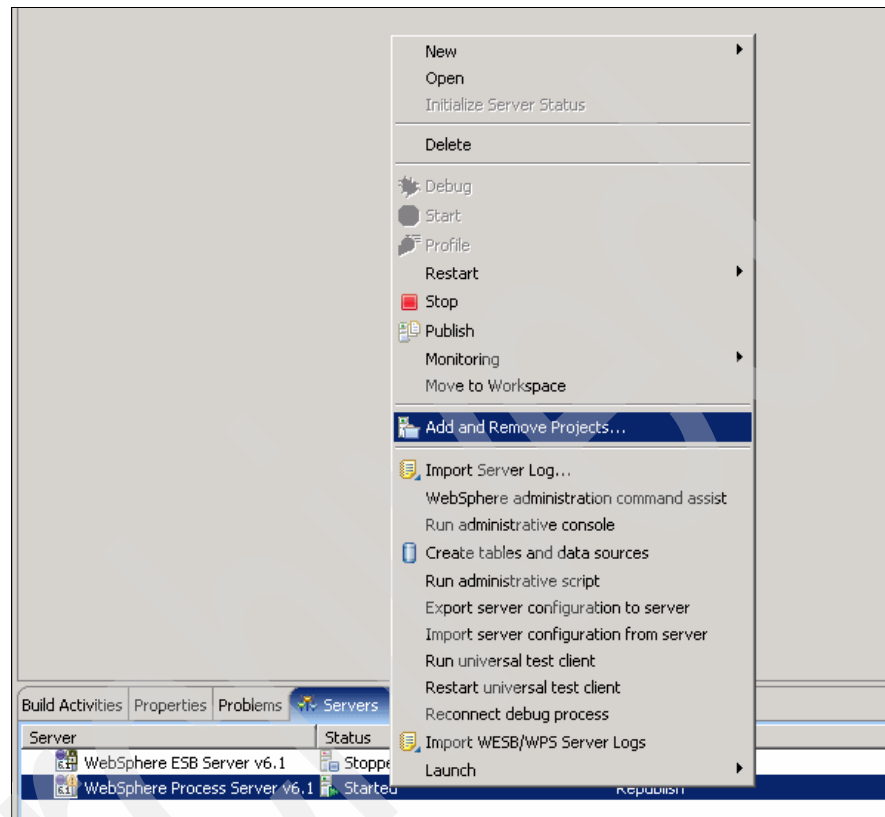 New
Open
Initialize Server Status
Delete
Debug
Start
Profile
Restart
Stop
Publish
Monitoring
Move to Workspace
Add and Remove Projects...
Import Server Log...
WebSphere administration command assist
Run administrative console
Create tables and data sources
Run administrative script
Export server configuration to server
Import server configuration from server
Run universal test client
Restart universal test client
Reconnect debug process
Import WESB/WPS Server Logs
Launch
Build Activities Properties Problems Servers
Server Status
WebSphere ESB Server v6.1 Stoppe
WebSphere Process Server v6.1 Started Republish